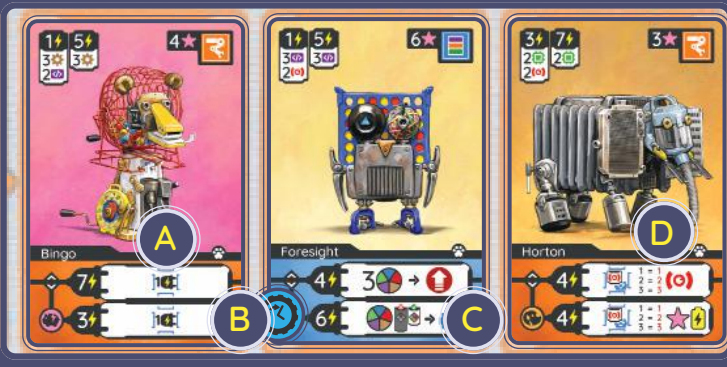 1 5 4
3 3
2
A
Bingo
7 1
3 1
B
1 5 6
3 3
2
Foresight
4 3
6
C
3 7 3
2 2
2
D
Horton
4
1 = 1
2 = 2
3 = 3
4
1 = 1
2 = 2
3 = 3